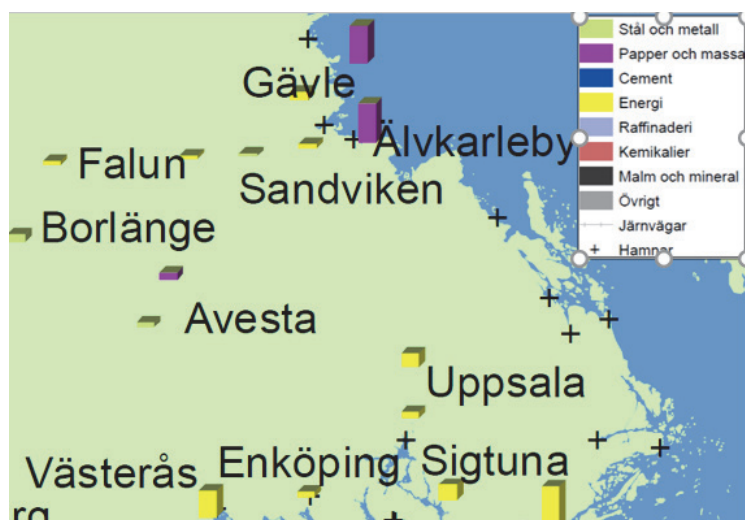 Gävle
Älvkarleby
Falun
Sandviken
Borlänge
Avesta
Uppsala
Västerås
Enköping
Sigtuna
rg
Stål och metall
Papper och massa
Cement
Energi
Raffinaderi
Kemikalier
Malm och mineral
Övrigt
Järnvägar
Hamnar